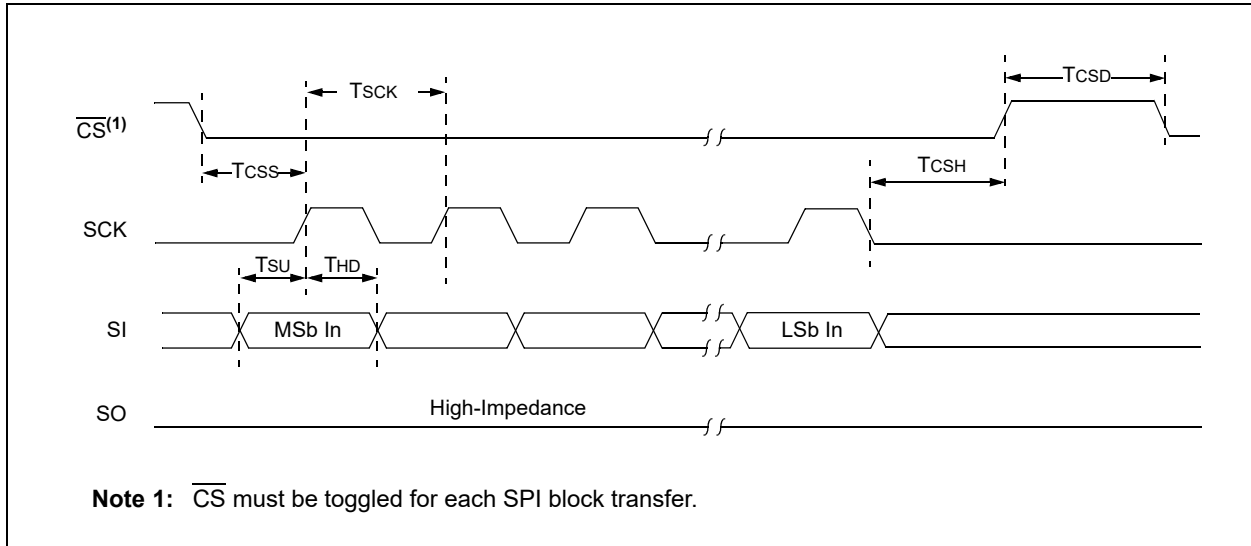 TCSD
TSCK
CS(1)
TCSS
TCSH
SCK
TSU
THD
SI
MSb In
LSb In
SO
High-Impedance
Note 1: CS must be toggled for each SPI block transfer.